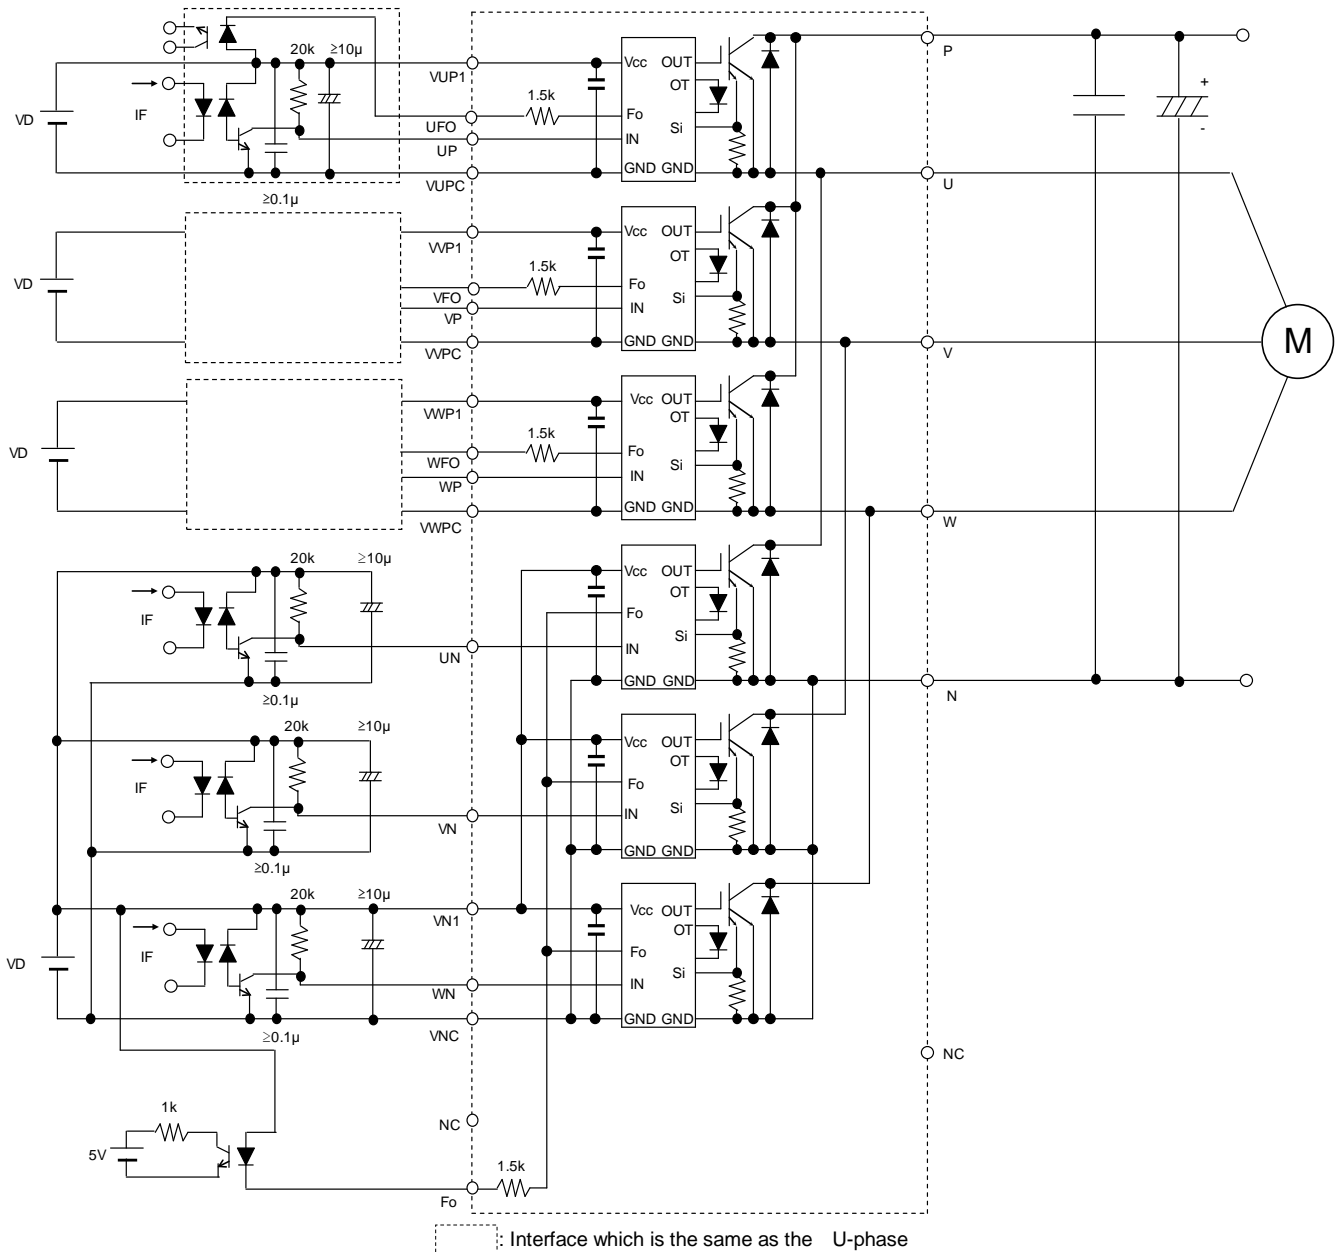 20k
≥10µ
VD
IF
≥0.1µ
VUP1
UFO
UP
VUPC
1.5k
Vcc OUT
OT
Fo
Si
IN
GND GND
P
+
-
U
VD
VVP1
VFO
VP
VVPC
1.5k
Vcc OUT
OT
Fo
Si
IN
GND GND
V
M
VD
VWP1
WFO
WP
VWPC
1.5k
Vcc OUT
OT
Fo
Si
IN
GND GND
W
20k
≥10µ
IF
≥0.1µ
UN
Vcc OUT
OT
Fo
Si
IN
GND GND
N
20k
≥10µ
IF
≥0.1µ
VN
Vcc OUT
OT
Fo
Si
IN
GND GND
20k
≥10µ
VD
IF
≥0.1µ
VN1
WN
VNC
Vcc OUT
OT
Fo
Si
IN
GND GND
NC
1k
5V
NC
1.5k
Fo
: Interface which is the same as the U-phase